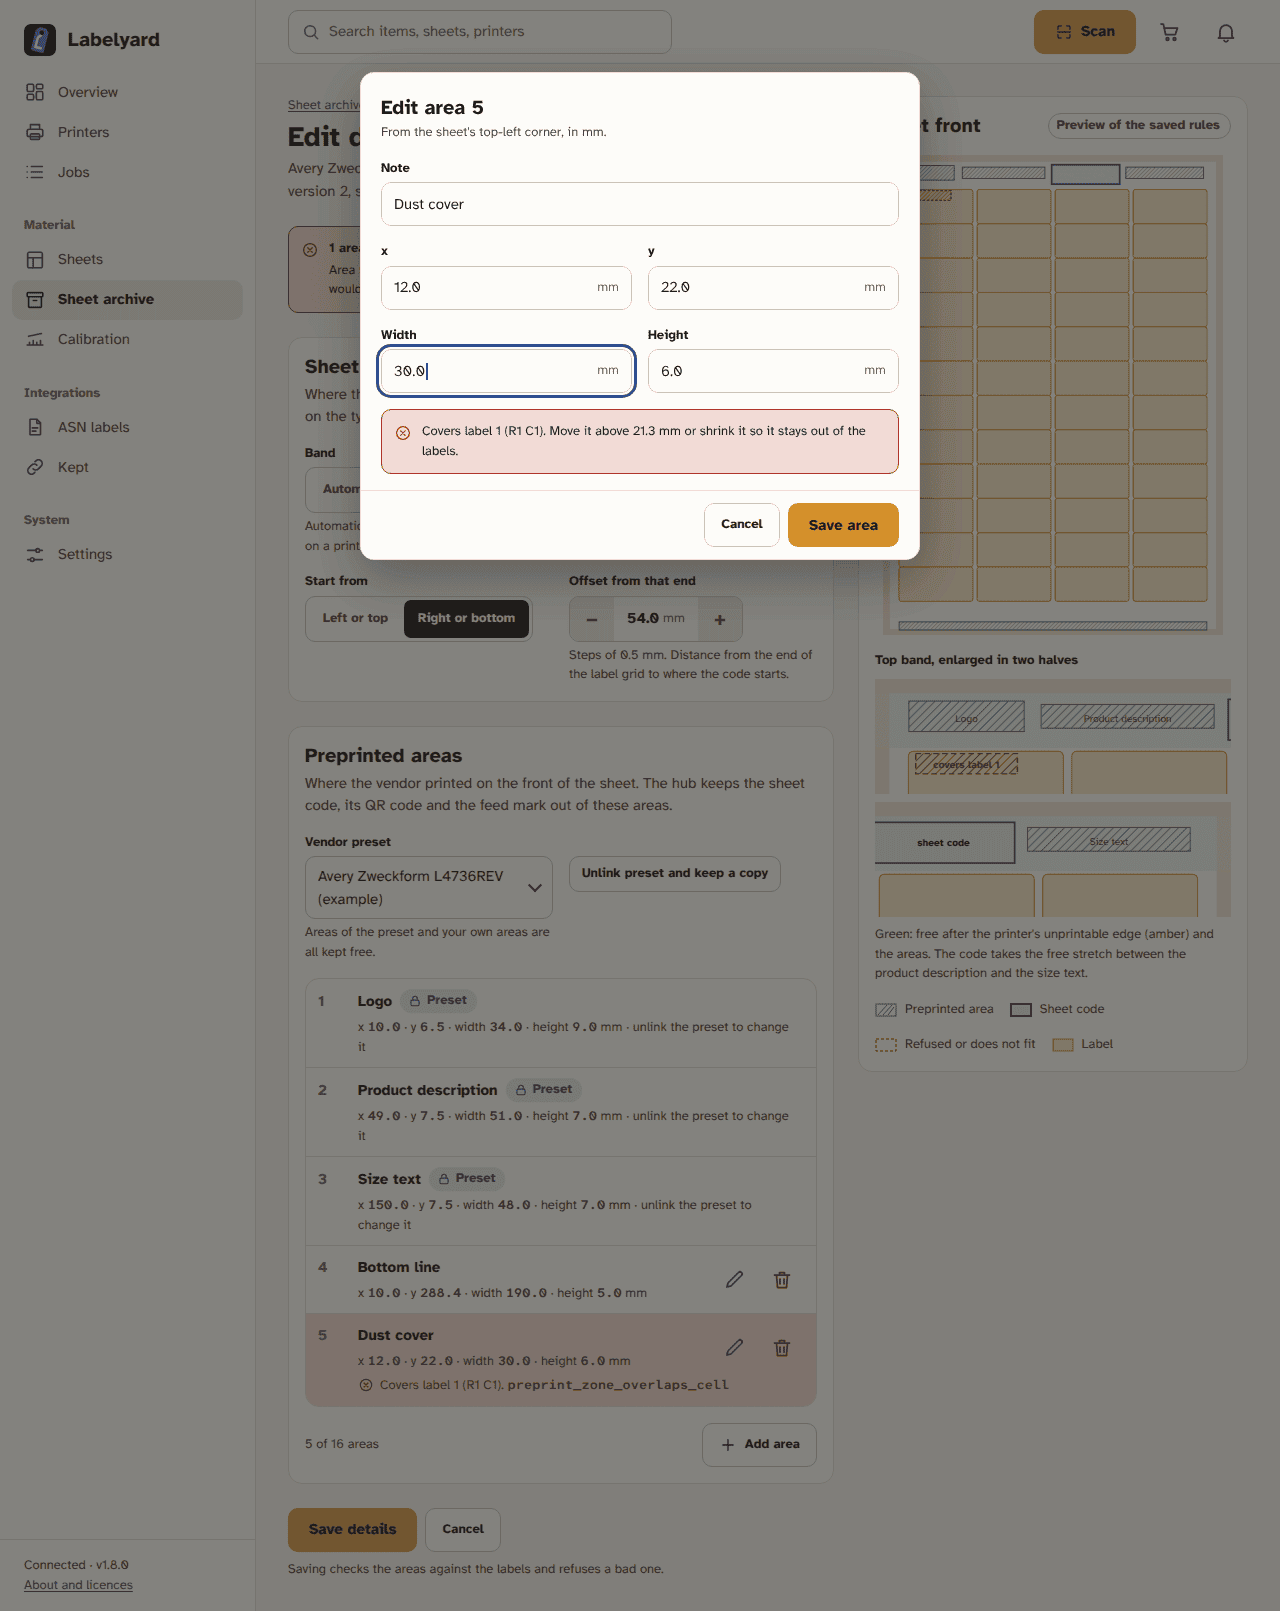 Labelyard
Search items, sheets, printers
Scan
Overview
Printers
Jobs
Material
Sheets
Sheet archive
Calibration
Integrations
ASN labels
Kept
System
Settings
Connected · v1.8.0
About and licences
Sheet archive
Edit
Avery
version 2,
1
Area
would
Sheet
Where
on the
Band
Start from
Left or top
Right or bottom
Offset from that end
− 54.0 mm +
Steps of 0.5 mm. Distance from the end of
the label grid to where the code starts.
Edit area 5
From the sheet's top-left corner, in mm.
Note
Dust cover
x
12.0 mm
y
22.0 mm
Width
30.0 mm
Height
6.0 mm
Covers label 1 (R1 C1). Move it above 21.3 mm or shrink it so it stays out of the
labels.
Cancel
Save area
Preprinted areas
Where the vendor printed on the front of the sheet. The hub keeps the sheet
code, its QR code and the feed mark out of these areas.
Vendor preset
Avery Zweckform L4736REV
(example)
Unlink preset and keep a copy
Areas of the preset and your own areas are
all kept free.
1 Logo Preset
x 10.0 · y 6.5 · width 34.0 · height 9.0 mm · unlink the preset to change
it
2 Product description Preset
x 49.0 · y 7.5 · width 51.0 · height 7.0 mm · unlink the preset to change
it
3 Size text Preset
x 150.0 · y 7.5 · width 48.0 · height 7.0 mm · unlink the preset to
change it
4 Bottom line
x 10.0 · y 288.4 · width 190.0 · height 5.0 mm
5 Dust cover
x 12.0 · y 22.0 · width 30.0 · height 6.0 mm
Covers label 1 (R1 C1). preprint_zone_overlaps_cell
5 of 16 areas
Add area
Save details
Cancel
Saving checks the areas against the labels and refuses a bad one.
front
Preview of the saved rules
Top band, enlarged in two halves
Logo
Product description
covers label 1
sheet code
Size text
Green: free after the printer's unprintable edge (amber) and
the areas. The code takes the free stretch between the
product description and the size text.
Preprinted area
Sheet code
Refused or does not fit
Label